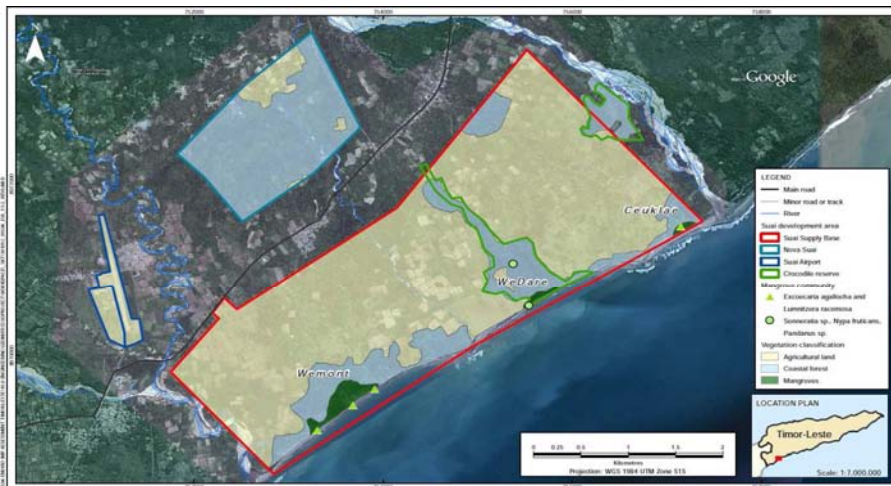 N
Google
Ceuklae
WeDare
Wemont
LEGEND
Main road
Minor road or track
River
Suai development area
Suai Supply Base
Nova Suai
Suai Airport
Crocodile reserve
Mangrove community
Excoecaria agallocha and
Lumnitzera racemosa
Sonneratia sp., Nypa fruticans,
Pandanus sp.
Vegetation classification
Agricultural land
Coastal forest
Mangroves
0 0.25 0.5 1 1.5 2
Kilometres
Projection: WGS 1984 UTM Zone 51S
LOCATION PLAN
Timor-Leste
Scale: 1:7,000,000